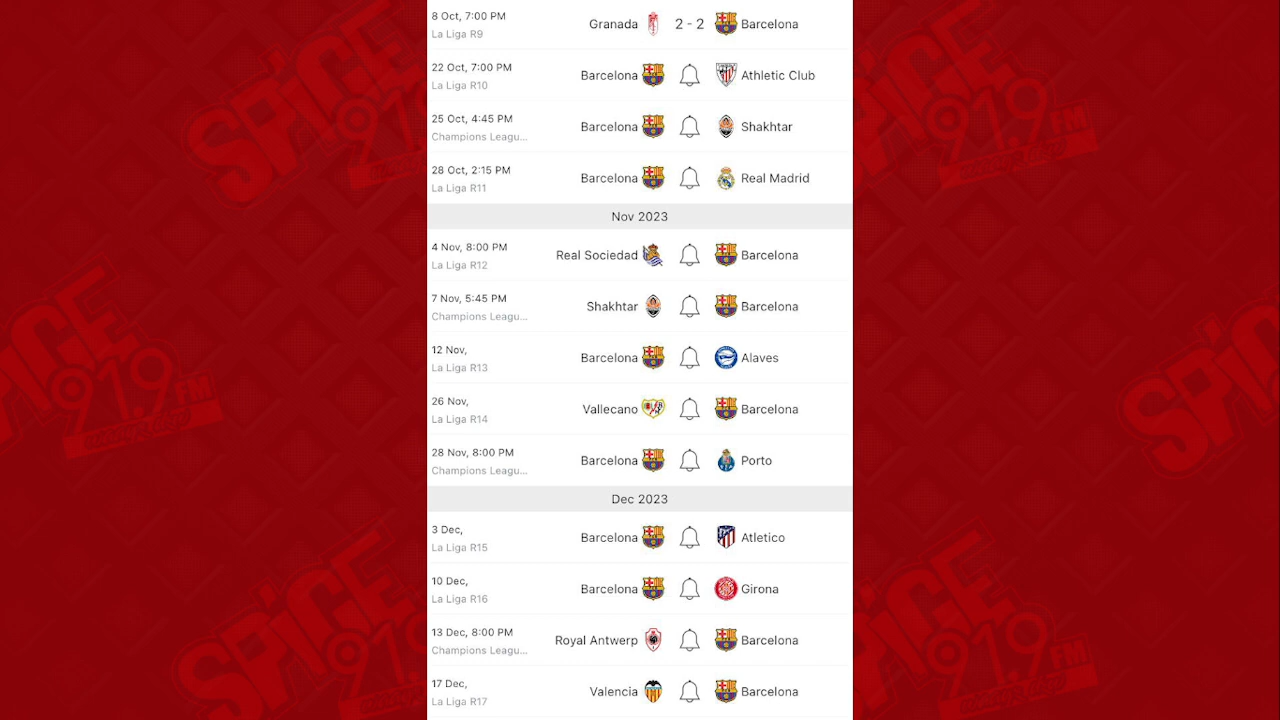 8 Oct, 7:00 PM
La Liga R9
Granada 2 - 2 Barcelona
22 Oct, 7:00 PM
La Liga R10
Barcelona Athletic Club
25 Oct, 4:45 PM
Champions Leagu...
Barcelona Shakhtar
28 Oct, 2:15 PM
La Liga R11
Barcelona Real Madrid
Nov 2023
4 Nov, 8:00 PM
La Liga R12
Real Sociedad Barcelona
7 Nov, 5:45 PM
Champions Leagu...
Shakhtar Barcelona
12 Nov,
La Liga R13
Barcelona Alaves
26 Nov,
La Liga R14
Vallecano Barcelona
28 Nov, 8:00 PM
Champions Leagu...
Barcelona Porto
Dec 2023
3 Dec,
La Liga R15
Barcelona Atletico
10 Dec,
La Liga R16
Barcelona Girona
13 Dec, 8:00 PM
Champions Leagu...
Royal Antwerp Barcelona
17 Dec,
La Liga R17
Valencia Barcelona
SPICE
91.9 FM